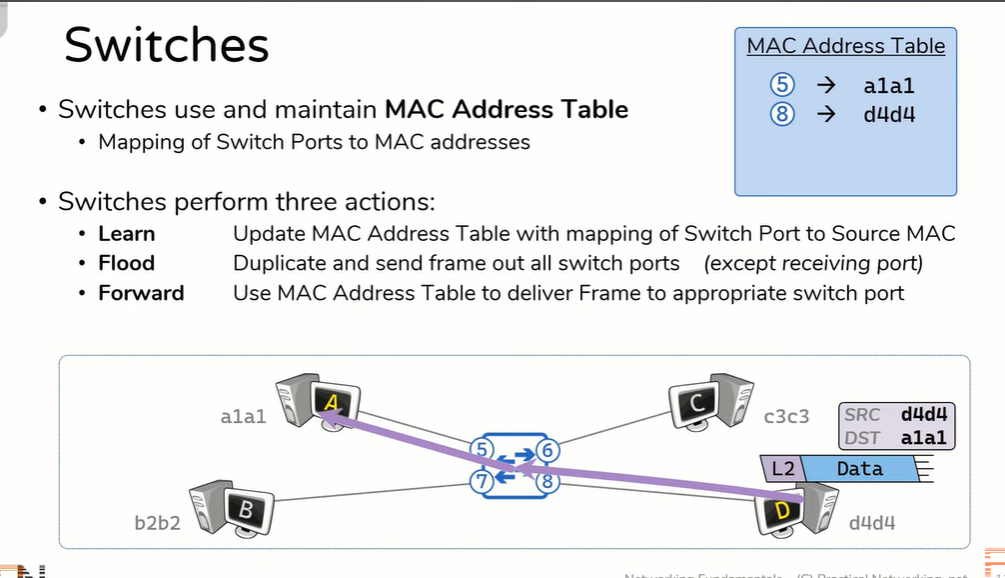 Switches
MAC Address Table
5 → a1a1
8 → d4d4
• Switches use and maintain MAC Address Table
• Mapping of Switch Ports to MAC addresses
• Switches perform three actions:
• Learn Update MAC Address Table with mapping of Switch Port to Source MAC
• Flood Duplicate and send frame out all switch ports (except receiving port)
• Forward Use MAC Address Table to deliver Frame to appropriate switch port
a1a1
A
C
c3c3
SRC d4d4
DST a1a1
5
6
7
8
L2 Data
b2b2
B
D
d4d4